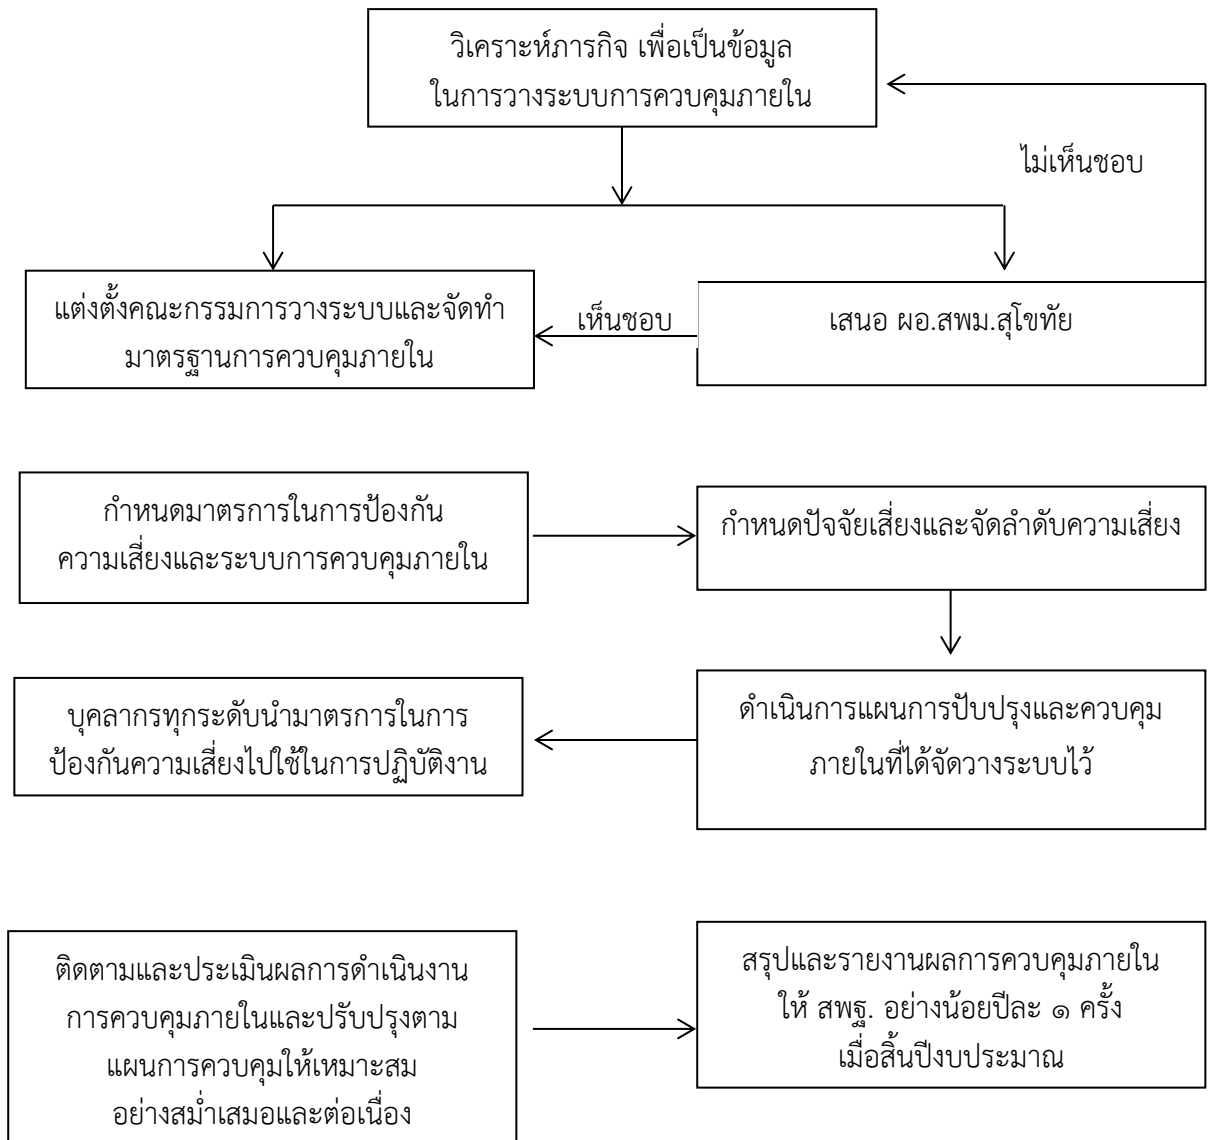 วิเคราะห์ภารกิจ เพื่อเป็นข้อมูล
ในการวางระบบการควบคุมภายใน
ไม่เห็นชอบ
แต่งตั้งคณะกรรมการวางระบบและจัดทำ
มาตรฐานการควบคุมภายใน
เห็นชอบ
เสนอ ผอ.สพม.สุโขทัย
กำหนดมาตรการในการป้องกัน
ความเสี่ยงและระบบการควบคุมภายใน
กำหนดปัจจัยเสี่ยงและจัดลำดับความเสี่ยง
บุคลากรทุกระดับนำมาตรการในการ
ป้องกันความเสี่ยงไปใช้ในการปฏิบัติงาน
ดำเนินการแผนการปับปรุงและควบคุม
ภายในที่ได้จัดวางระบบไว้
ติดตามและประเมินผลการดำเนินงาน
การควบคุมภายในและปรับปรุงตาม
แผนการควบคุมให้เหมาะสม
อย่างสม่ำเสมอและต่อเนื่อง
สรุปและรายงานผลการควบคุมภายใน
ให้ สพฐ. อย่างน้อยปีละ ๑ ครั้ง
เมื่อสิ้นปีงบประมาณ